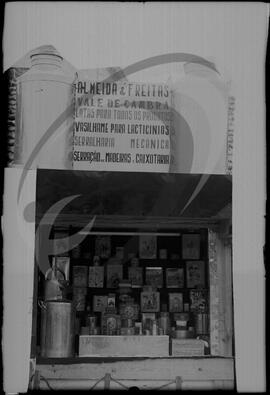 ALMEIDA & FREITAS
VALE DE CAMBRA
LATAS PARA TODOS OS PRODUTOS
VASILHAME PARA LACTICINIOS
SERRALHARIA MECANICA
SERRAÇÃO DE MADEIRAS. CAIXOTARIA